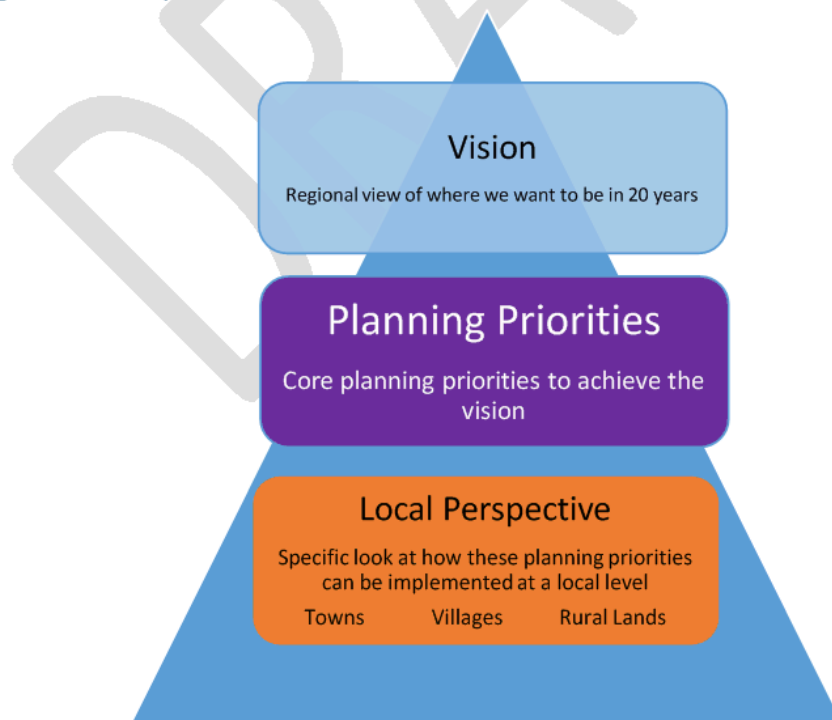 Vision
Regional view of where we want to be in 20 years
Planning Priorities
Core planning priorities to achieve the
vision
Local Perspective
Specific look at how these planning priorities
can be implemented at a local level
Towns Villages Rural Lands